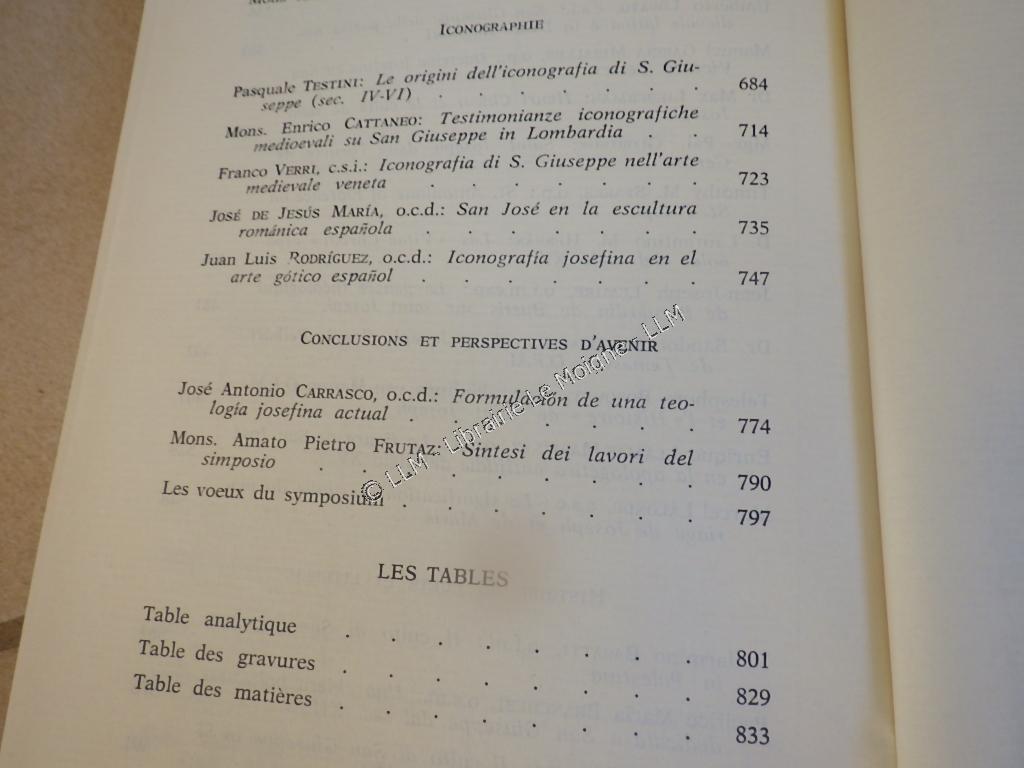 ICONOGRAPHIE
Pasquale TESTINI: Le origini dell'iconografia di S. Giu-
seppe (sec. IV-VI) . . . . . . . 684
Mons. Enrico CATTANEO: Testimonianze iconografiche
medioevali su San Giuseppe in Lombardia . . 714
Franco VERRI, c.s.i.: Iconografia di S. Giuseppe nell'arte
medievale veneta . . . . . . . 723
José DE JESÚS MARÍA, o.c.d.: San José en la escultura
románica española . . . . . . . 735
Juan Luis RODRÍGUEZ, o.c.d.: Iconografía josefina en el
arte gótico español . . . . . . . 747
CONCLUSIONS ET PERSPECTIVES D'AVENIR
José Antonio CARRASCO, o.c.d.: Formulación de una teo-
logía josefina actual . . . . . . . 774
Mons. Amato Pietro FRUTAZ: Sintesi dei lavori del
simposio . . . . . . . . 790
Les voeux du symposium . . . . . . . 797
LES TABLES
Table analytique . . . . . . . . 801
Table des gravures . . . . . . . . 829
Table des matières . . . . . . . . 833
© LLM - Librairie Le Moigne - LLM